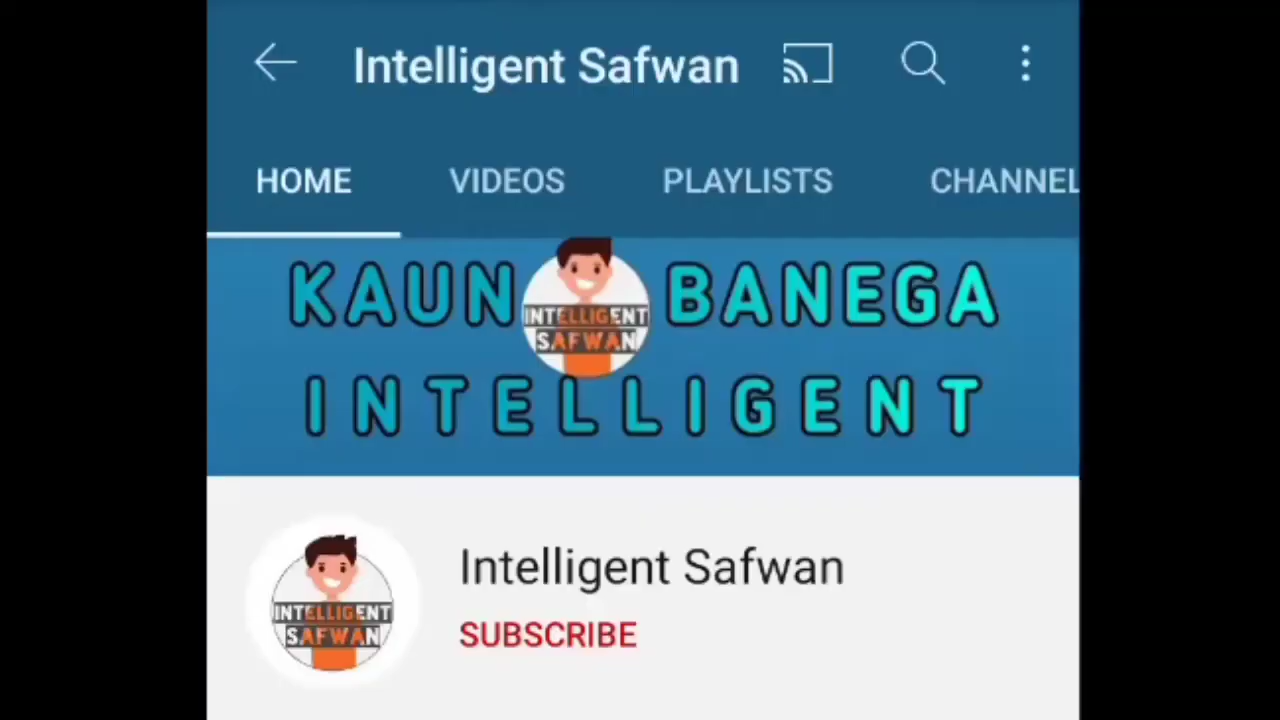 Intelligent Safwan
HOME VIDEOS PLAYLISTS CHANNEL
KAUN BANEGA
INTELLIGENT
SAFWAN
INTELLIGENT
INTELLIGENT
SAFWAN
Intelligent Safwan
SUBSCRIBE